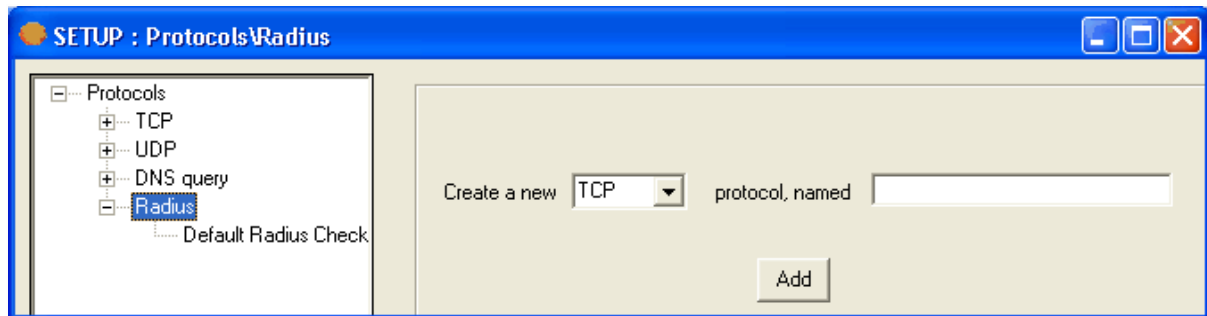 SETUP : Protocols\Radius
Protocols
TCP
UDP
DNS query
Radius
Default Radius Check
Create a new TCP protocol, named
Add